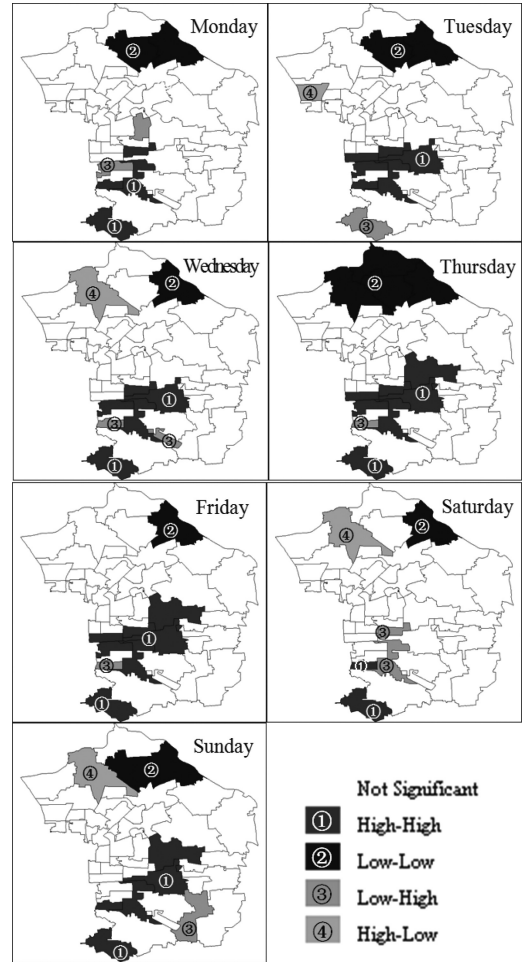 Monday
②
③
①
①
Tuesday
②
④
①
③
Wednesday
④
②
①
③
③
①
Thursday
②
①
③
①
Friday
②
①
③
①
Saturday
④
②
③
①
③
①
Sunday
④
②
①
③
①
Not Significant
① High-High
② Low-Low
③ Low-High
④ High-Low